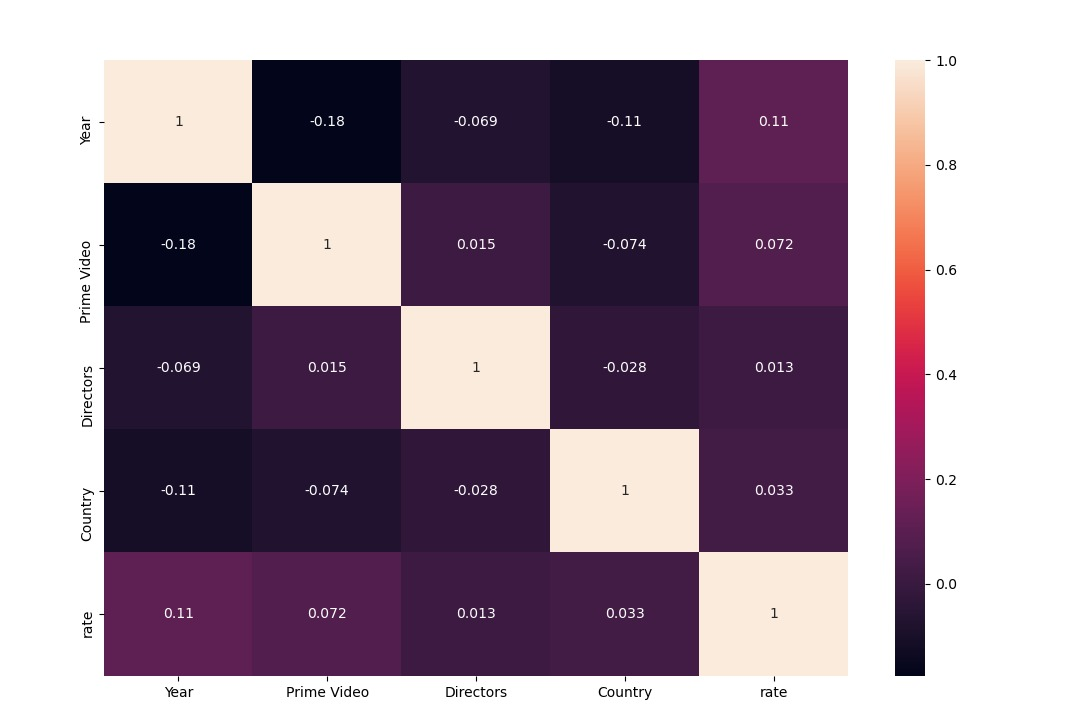 1.0
Year 1 -0.18 -0.069 -0.11 0.11
0.8
Prime Video -0.18 1 0.015 -0.074 0.072
0.6
Directors -0.069 0.015 1 -0.028 0.013
0.4
Country -0.11 -0.074 -0.028 1 0.033
0.2
0.0
rate 0.11 0.072 0.013 0.033 1
Year Prime Video Directors Country rate